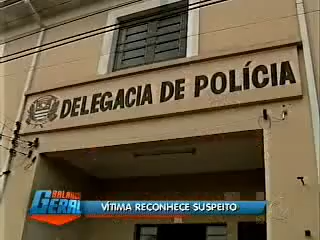 DELEGACIA DE POLÍCIA
BALANÇO
GERAL
VÍTIMA RECONHECE SUSPEITO